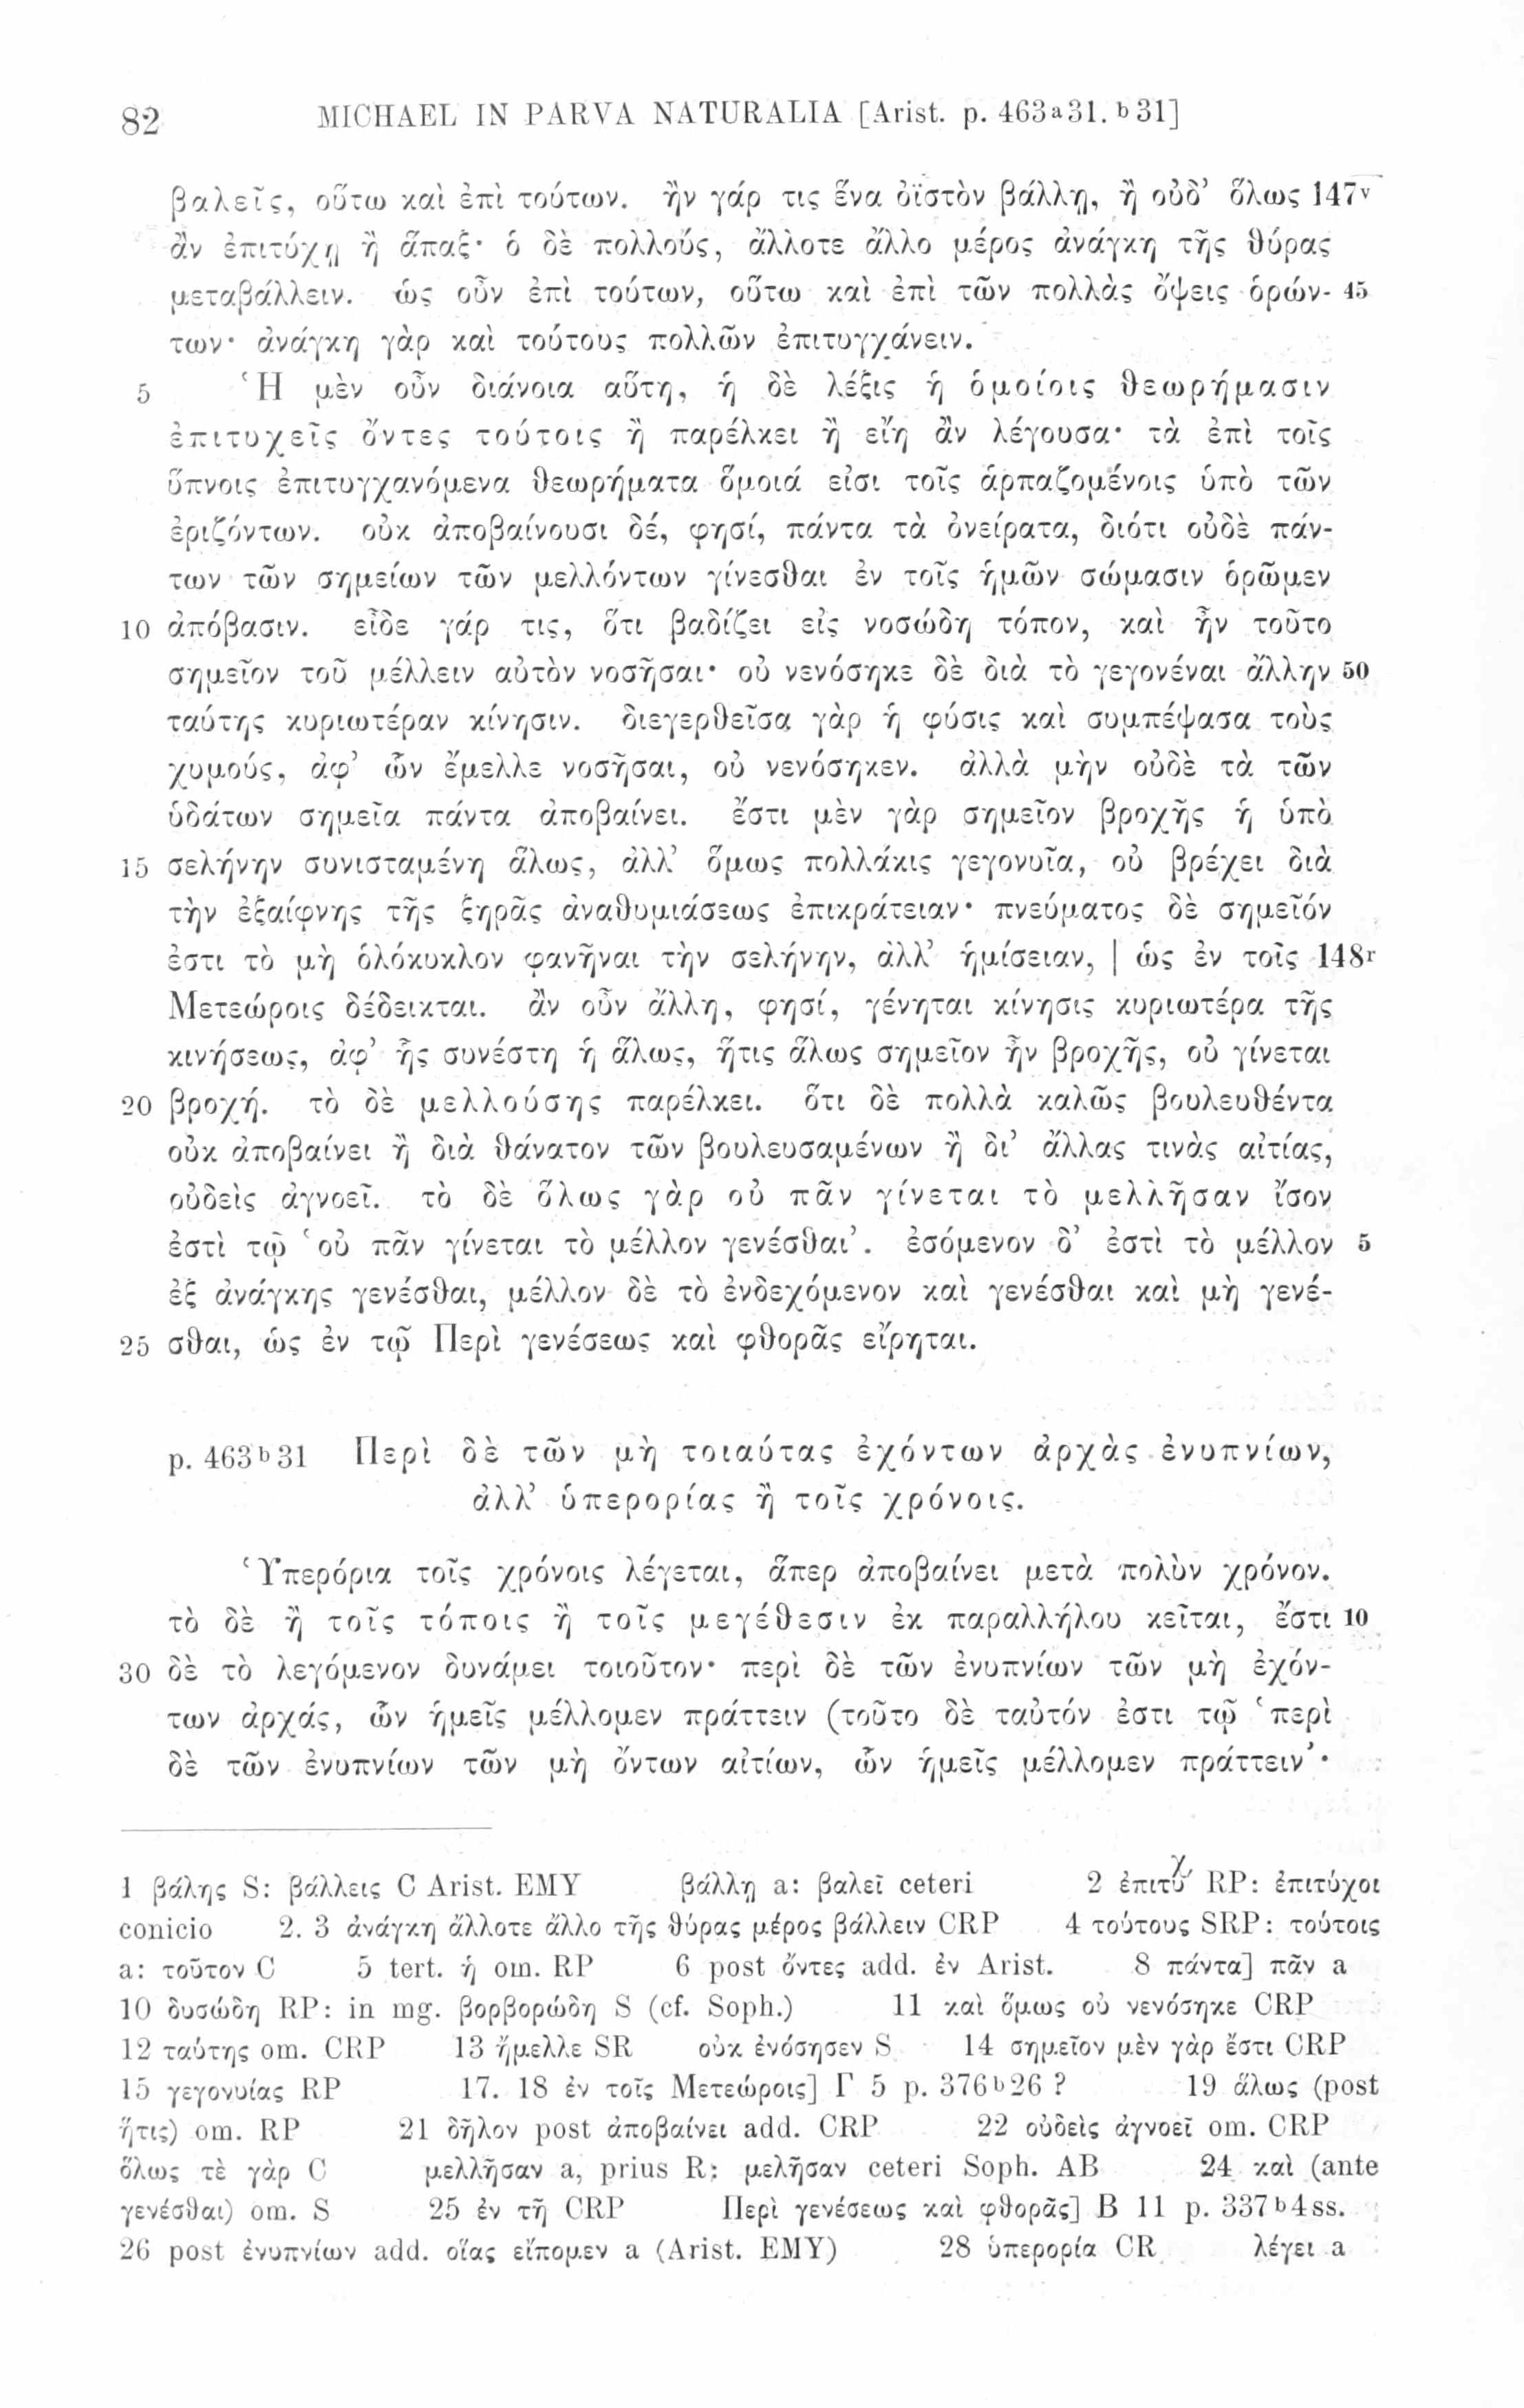 82 MICHAEL IN PARVA NATURALIA [Arist. p. 463a31. b31]
βαλεῖς, οὕτω καὶ ἐπὶ τούτων. ἢν γάρ τις ἕνα ὀϊστὸν βάλλῃ, ἢ οὐδ’ ὅλως 147v
ἂν ἐπιτύχῃ ἢ ἅπαξ· ὁ δὲ πολλούς, ἄλλοτε ἄλλο μέρος ἀνάγκη τῆς θύρας
μεταβάλλειν. ὡς οὖν ἐπὶ τούτων, οὕτω καὶ ἐπὶ τῶν πολλὰς ὄψεις ὁρών- 45
των· ἀνάγκη γὰρ καὶ τούτους πολλῶν ἐπιτυγχάνειν.
5 Ἡ μὲν οὖν διάνοια αὕτη, ἡ δὲ λέξις ἡ ὁμοίοις θεωρήμασιν
ἐπιτυχεῖς ὄντες τούτοις ἢ παρέλκει ἢ εἴη ἂν λέγουσα· τὰ ἐπὶ τοῖς
ὕπνοις ἐπιτυγχανόμενα θεωρήματα ὅμοιά εἰσι τοῖς ἁρπαζομένοις ὑπὸ τῶν
ἐριζόντων. οὐκ ἀποβαίνουσι δέ, φησί, πάντα τὰ ὀνείρατα, διότι οὐδὲ πάν-
των τῶν σημείων τῶν μελλόντων γίνεσθαι ἐν τοῖς ἡμῶν σώμασιν ὁρῶμεν
10 ἀπόβασιν. εἶδε γάρ τις, ὅτι βαδίζει εἰς νοσώδη τόπον, καὶ ἦν τοῦτο
σημεῖον τοῦ μέλλειν αὐτὸν νοσῆσαι· οὐ νενόσηκε δὲ διὰ τὸ γεγονέναι ἄλλην 50
ταύτης κυριωτέραν κίνησιν. διεγερθεῖσα γὰρ ἡ φύσις καὶ συμπέψασα τοὺς
χυμούς, ἀφ’ ὧν ἔμελλε νοσῆσαι, οὐ νενόσηκεν. ἀλλὰ μὴν οὐδὲ τὰ τῶν
ὑδάτων σημεῖα πάντα ἀποβαίνει. ἔστι μὲν γὰρ σημεῖον βροχῆς ἡ ὑπὸ
15 σελήνην συνισταμένη ἅλως, ἀλλ’ ὅμως πολλάκις γεγονυῖα, οὐ βρέχει διὰ
τὴν ἐξαίφνης τῆς ξηρᾶς ἀναθυμιάσεως ἐπικράτειαν· πνεύματος δὲ σημεῖόν
ἐστι τὸ μὴ ὁλόκυκλον φανῆναι τὴν σελήνην, ἀλλ’ ἡμίσειαν, | ὡς ἐν τοῖς 148r
Μετεώροις δέδεικται. ἂν οὖν ἄλλη, φησί, γένηται κίνησις κυριωτέρα τῆς
κινήσεως, ἀφ’ ἧς συνέστη ἡ ἅλως, ἥτις ἅλως σημεῖον ἦν βροχῆς, οὐ γίνεται
20 βροχή. τὸ δὲ μελλούσης παρέλκει. ὅτι δὲ πολλὰ καλῶς βουλευθέντα
οὐκ ἀποβαίνει ἢ διὰ θάνατον τῶν βουλευσαμένων ἢ δι’ ἄλλας τινὰς αἰτίας,
οὐδεὶς ἀγνοεῖ. τὸ δὲ ὅλως γὰρ οὐ πᾶν γίνεται τὸ μελλῆσαν ἴσον
ἐστὶ τῷ ‘οὐ πᾶν γίνεται τὸ μέλλον γενέσθαι’. ἐσόμενον δ’ ἐστὶ τὸ μέλλον 5
ἐξ ἀνάγκης γενέσθαι, μέλλον δὲ τὸ ἐνδεχόμενον καὶ γενέσθαι καὶ μὴ γενέ-
25 σθαι, ὡς ἐν τῷ Περὶ γενέσεως καὶ φθορᾶς εἴρηται.
p. 463b31 Περὶ δὲ τῶν μὴ τοιαύτας ἐχόντων ἀρχὰς ἐνυπνίων,
ἀλλ’ ὑπερορίας ἢ τοῖς χρόνοις.
Ὑπερόρια τοῖς χρόνοις λέγεται, ἅπερ ἀποβαίνει μετὰ πολὺν χρόνον.
τὸ δὲ ἢ τοῖς τόποις ἢ τοῖς μεγέθεσιν ἐκ παραλλήλου κεῖται, ἔστι 10
30 δὲ τὸ λεγόμενον δυνάμει τοιοῦτον· περὶ δὲ τῶν ἐνυπνίων τῶν μὴ ἐχόν-
των ἀρχάς, ὧν ἡμεῖς μέλλομεν πράττειν (τοῦτο δὲ ταὐτόν ἐστι τῷ ‘περὶ
δὲ τῶν ἐνυπνίων τῶν μὴ ὄντων αἰτίων, ὧν ἡμεῖς μέλλομεν πράττειν’·
1 βάλῃς S: βάλλεις C Arist. EMY βάλλῃ a: βαλεῖ ceteri 2 ἐπιτύχ RP: ἐπιτύχοι
conicio 2. 3 ἀνάγκη ἄλλοτε ἄλλο τῆς θύρας μέρος βάλλειν CRP 4 τούτους SRP: τούτοις
a: τοῦτον C 5 tert. ἡ om. RP 6 post ὄντες add. ἐν Arist. 8 πάντα] πᾶν a
10 δυσώδη RP: in mg. βορβορώδη S (cf. Soph.) 11 καὶ ὅμως οὐ νενόσηκε CRP
12 ταύτης om. CRP 13 ἤμελλε SR οὐκ ἐνόσησεν S 14 σημεῖον μὲν γὰρ ἔστι CRP
15 γεγονυίας RP 17. 18 ἐν τοῖς Μετεώροις] Γ 5 p. 376b26 ? 19 ἅλως (post
ἥτις) om. RP 21 δῆλον post ἀποβαίνει add. CRP 22 οὐδεὶς ἀγνοεῖ om. CRP
ὅλως τὲ γὰρ C μελλῆσαν a, prius R: μελῆσαν ceteri Soph. AB 24 καὶ (ante
γενέσθαι) om. S 25 ἐν τῇ CRP Περὶ γενέσεως καὶ φθορᾶς] B 11 p. 337b4ss.
26 post ἐνυπνίων add. οἵας εἴπομεν a (Arist. EMY) 28 ὑπερορία CR λέγει a